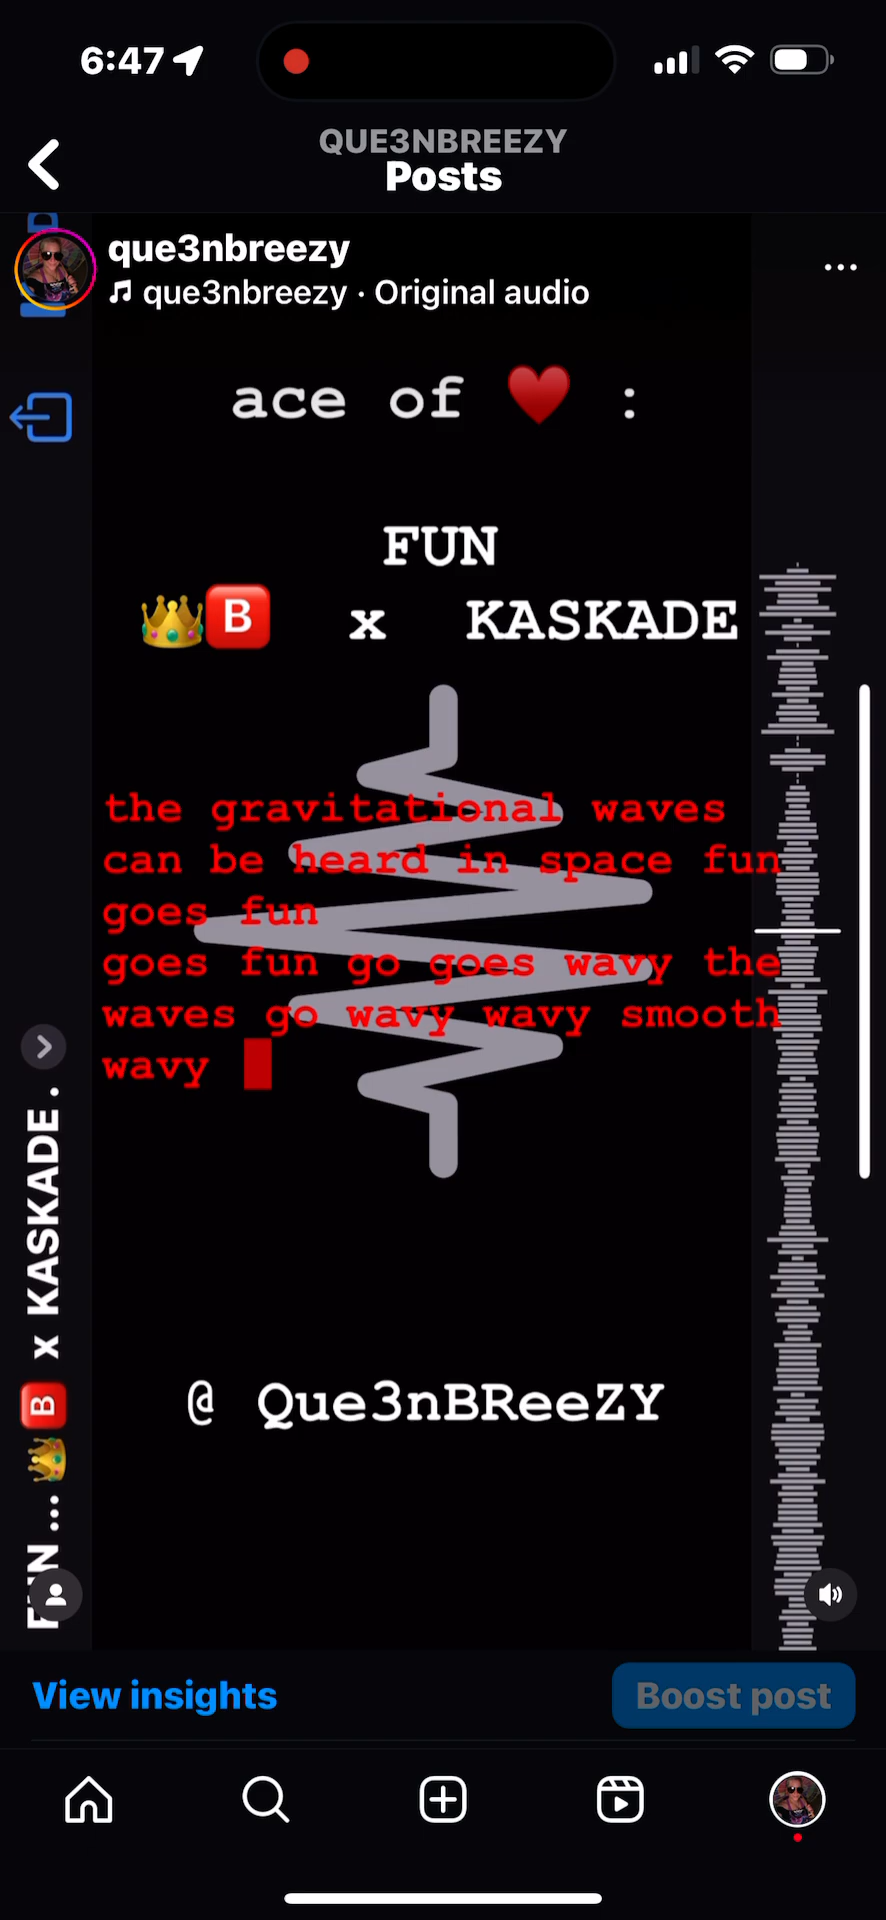 6:47
QUE3NBREEZY
Posts
que3nbreezy
que3nbreezy · Original audio
ace of ♥️ :
FUN
👑🅱️ x KASKADE
the gravitational waves
can be heard in space fun
goes fun
goes fun go goes wavy the
waves go wavy wavy smooth
wavy
@ Que3nBReeZY
FUN ... 👑🅱️ x KASKADE .
View insights
Boost post